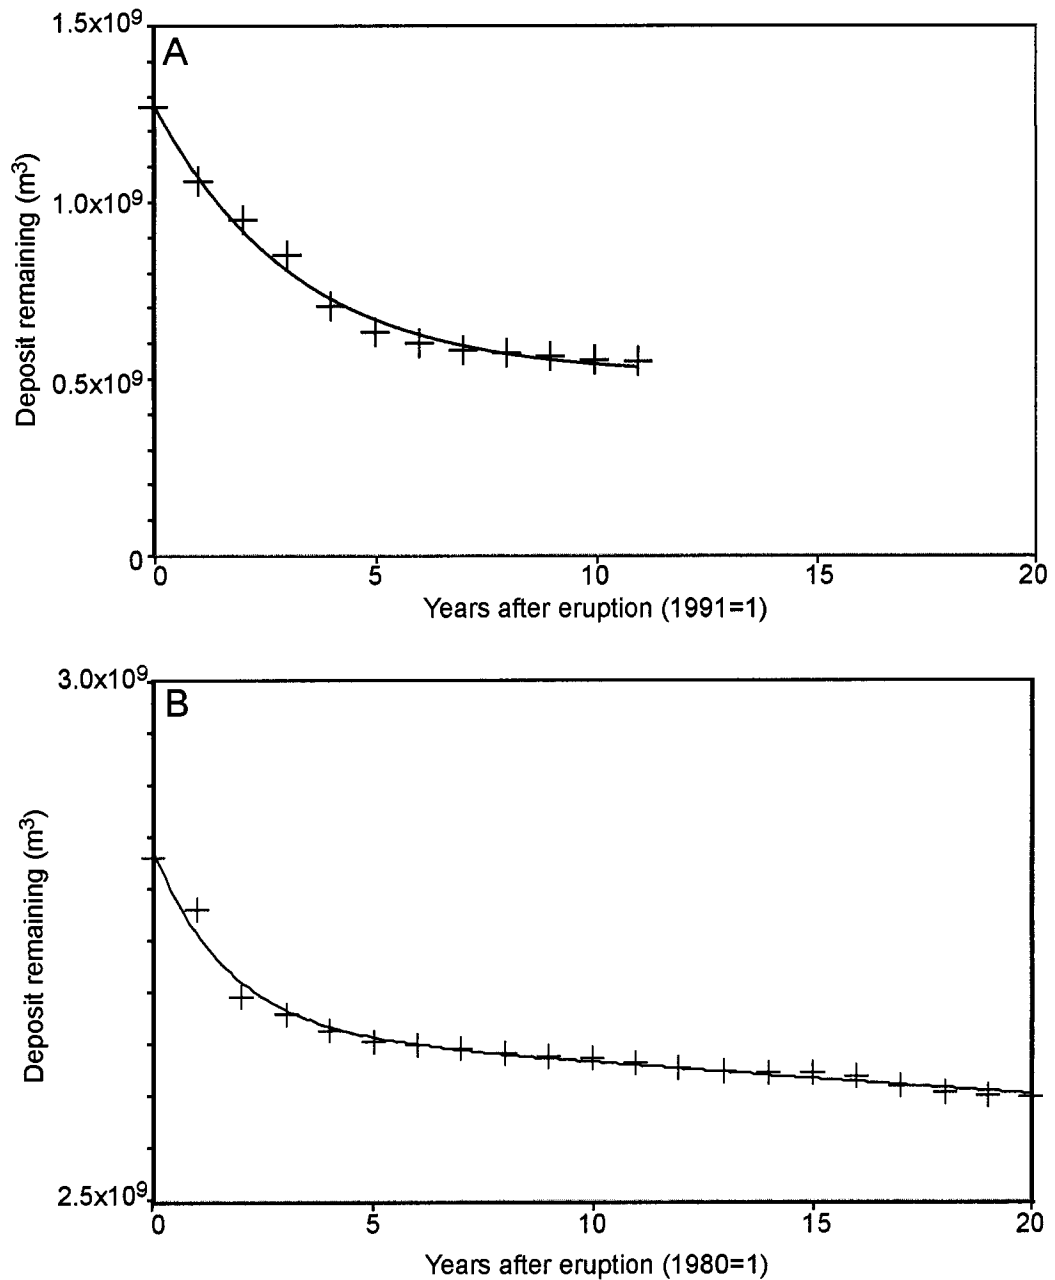 1.5x10⁹
A
1.0x10⁹
0.5x10⁹
0
Deposit remaining (m³)
0 5 10 15 20
Years after eruption (1991=1)
3.0x10⁹
B
2.5x10⁹
Deposit remaining (m³)
0 5 10 15 20
Years after eruption (1980=1)